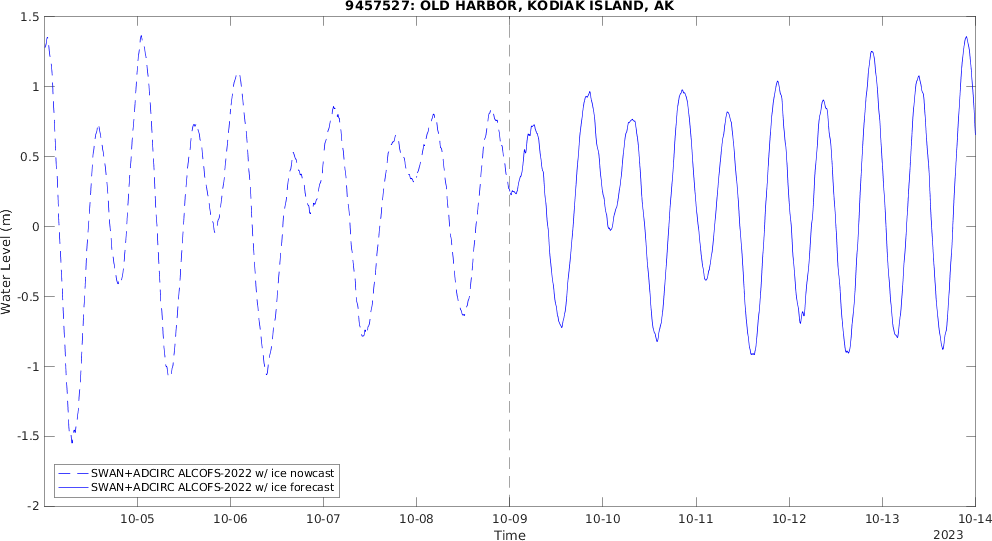 9457527: OLD HARBOR, KODIAK ISLAND, AK
1.5
1
0.5
0
-0.5
-1
-1.5
-2
Water Level (m)
SWAN+ADCIRC ALCOFS-2022 w/ ice nowcast
SWAN+ADCIRC ALCOFS-2022 w/ ice forecast
10-05 10-06 10-07 10-08 10-09 10-10 10-11 10-12 10-13 10-14
Time
2023